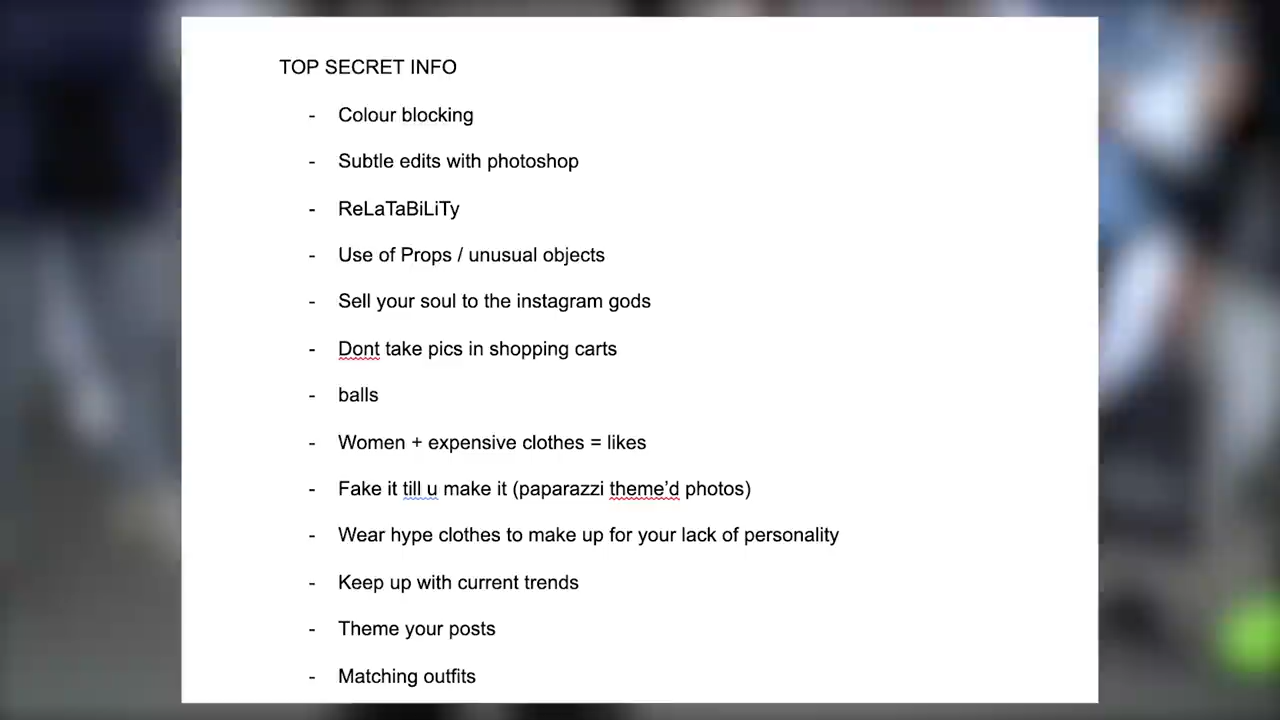 TOP SECRET INFO
- Colour blocking
- Subtle edits with photoshop
- ReLaTaBiLiTy
- Use of Props / unusual objects
- Sell your soul to the instagram gods
- Dont take pics in shopping carts
- balls
- Women + expensive clothes = likes
- Fake it till u make it (paparazzi theme’d photos)
- Wear hype clothes to make up for your lack of personality
- Keep up with current trends
- Theme your posts
- Matching outfits